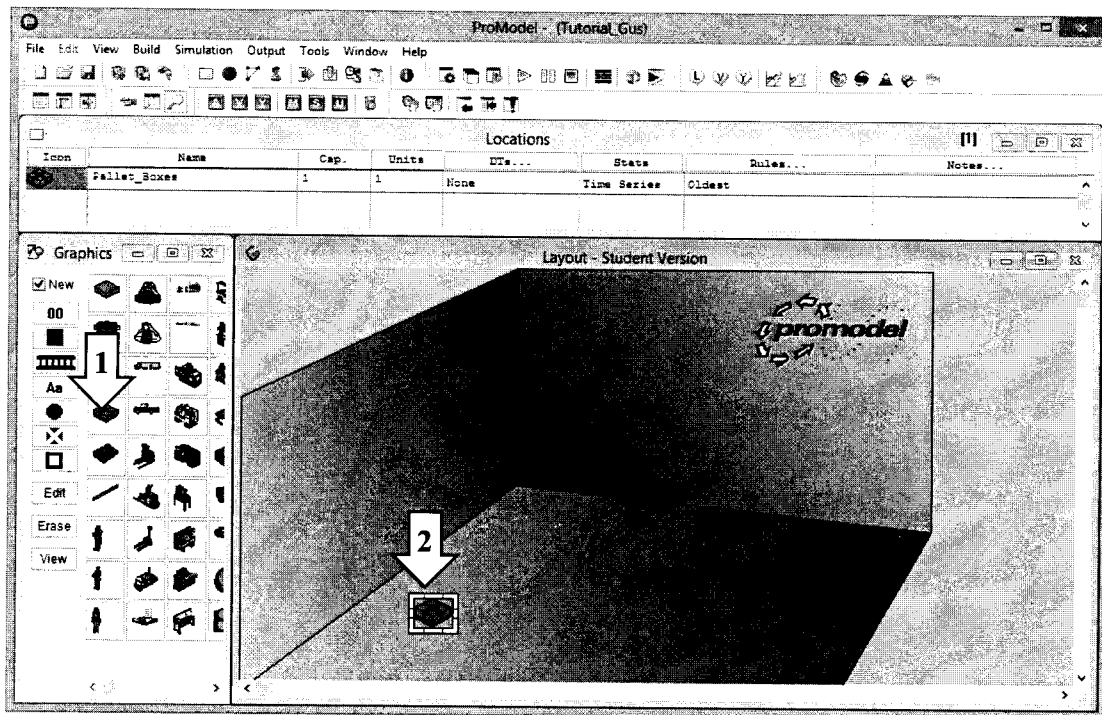 ProModel - (Tutorial_Gus)
File Edit View Build Simulation Output Tools Window Help
Locations [1]
Icon Name Cap. Units DTs... Stats Rules... Notes...
Pallet_Boxes 1 1 None Time Series Oldest
Graphics
Layout - Student Version
New
00
Aa
Edit
Erase
View
1
2
promodel